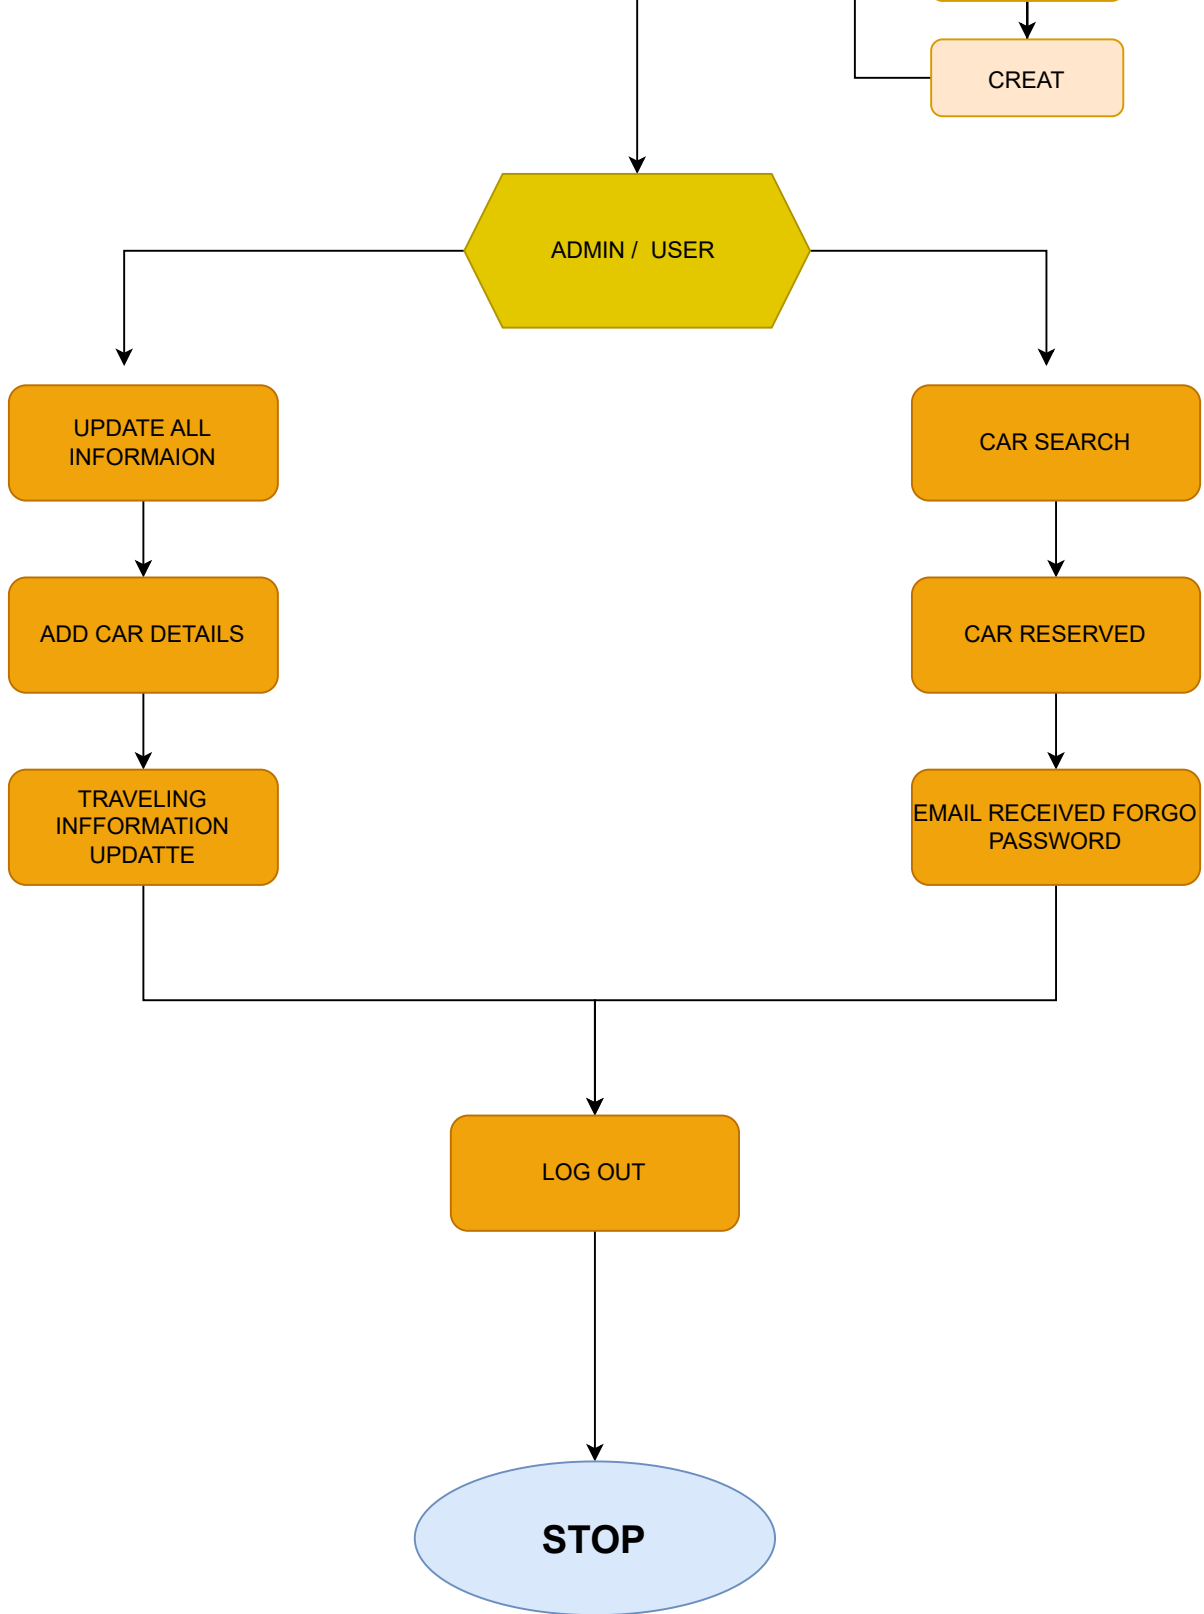 CREAT
ADMIN /  USER
UPDATE ALL
INFORMAION
CAR SEARCH
ADD CAR DETAILS
CAR RESERVED
TRAVELING
INFFORMATION
UPDATTE
EMAIL RECEIVED FORGO
PASSWORD
LOG OUT
STOP